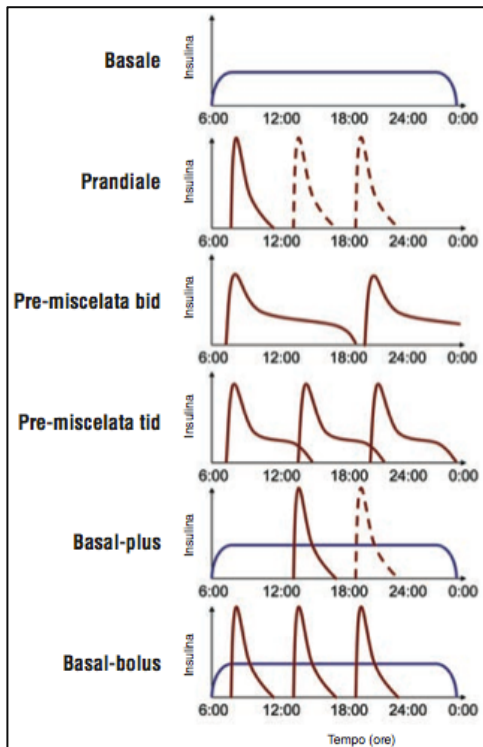 Basale
Insulina
6:00 12:00 18:00 24:00 0:00
Prandiale
Insulina
6:00 12:00 18:00 24:00 0:00
Pre-miscelata bid
Insulina
6:00 12:00 18:00 24:00 0:00
Pre-miscelata tid
Insulina
6:00 12:00 18:00 24:00 0:00
Basal-plus
Insulina
6:00 12:00 18:00 24:00 0:00
Basal-bolus
Insulina
6:00 12:00 18:00 24:00 0:00
Tempo (ore)